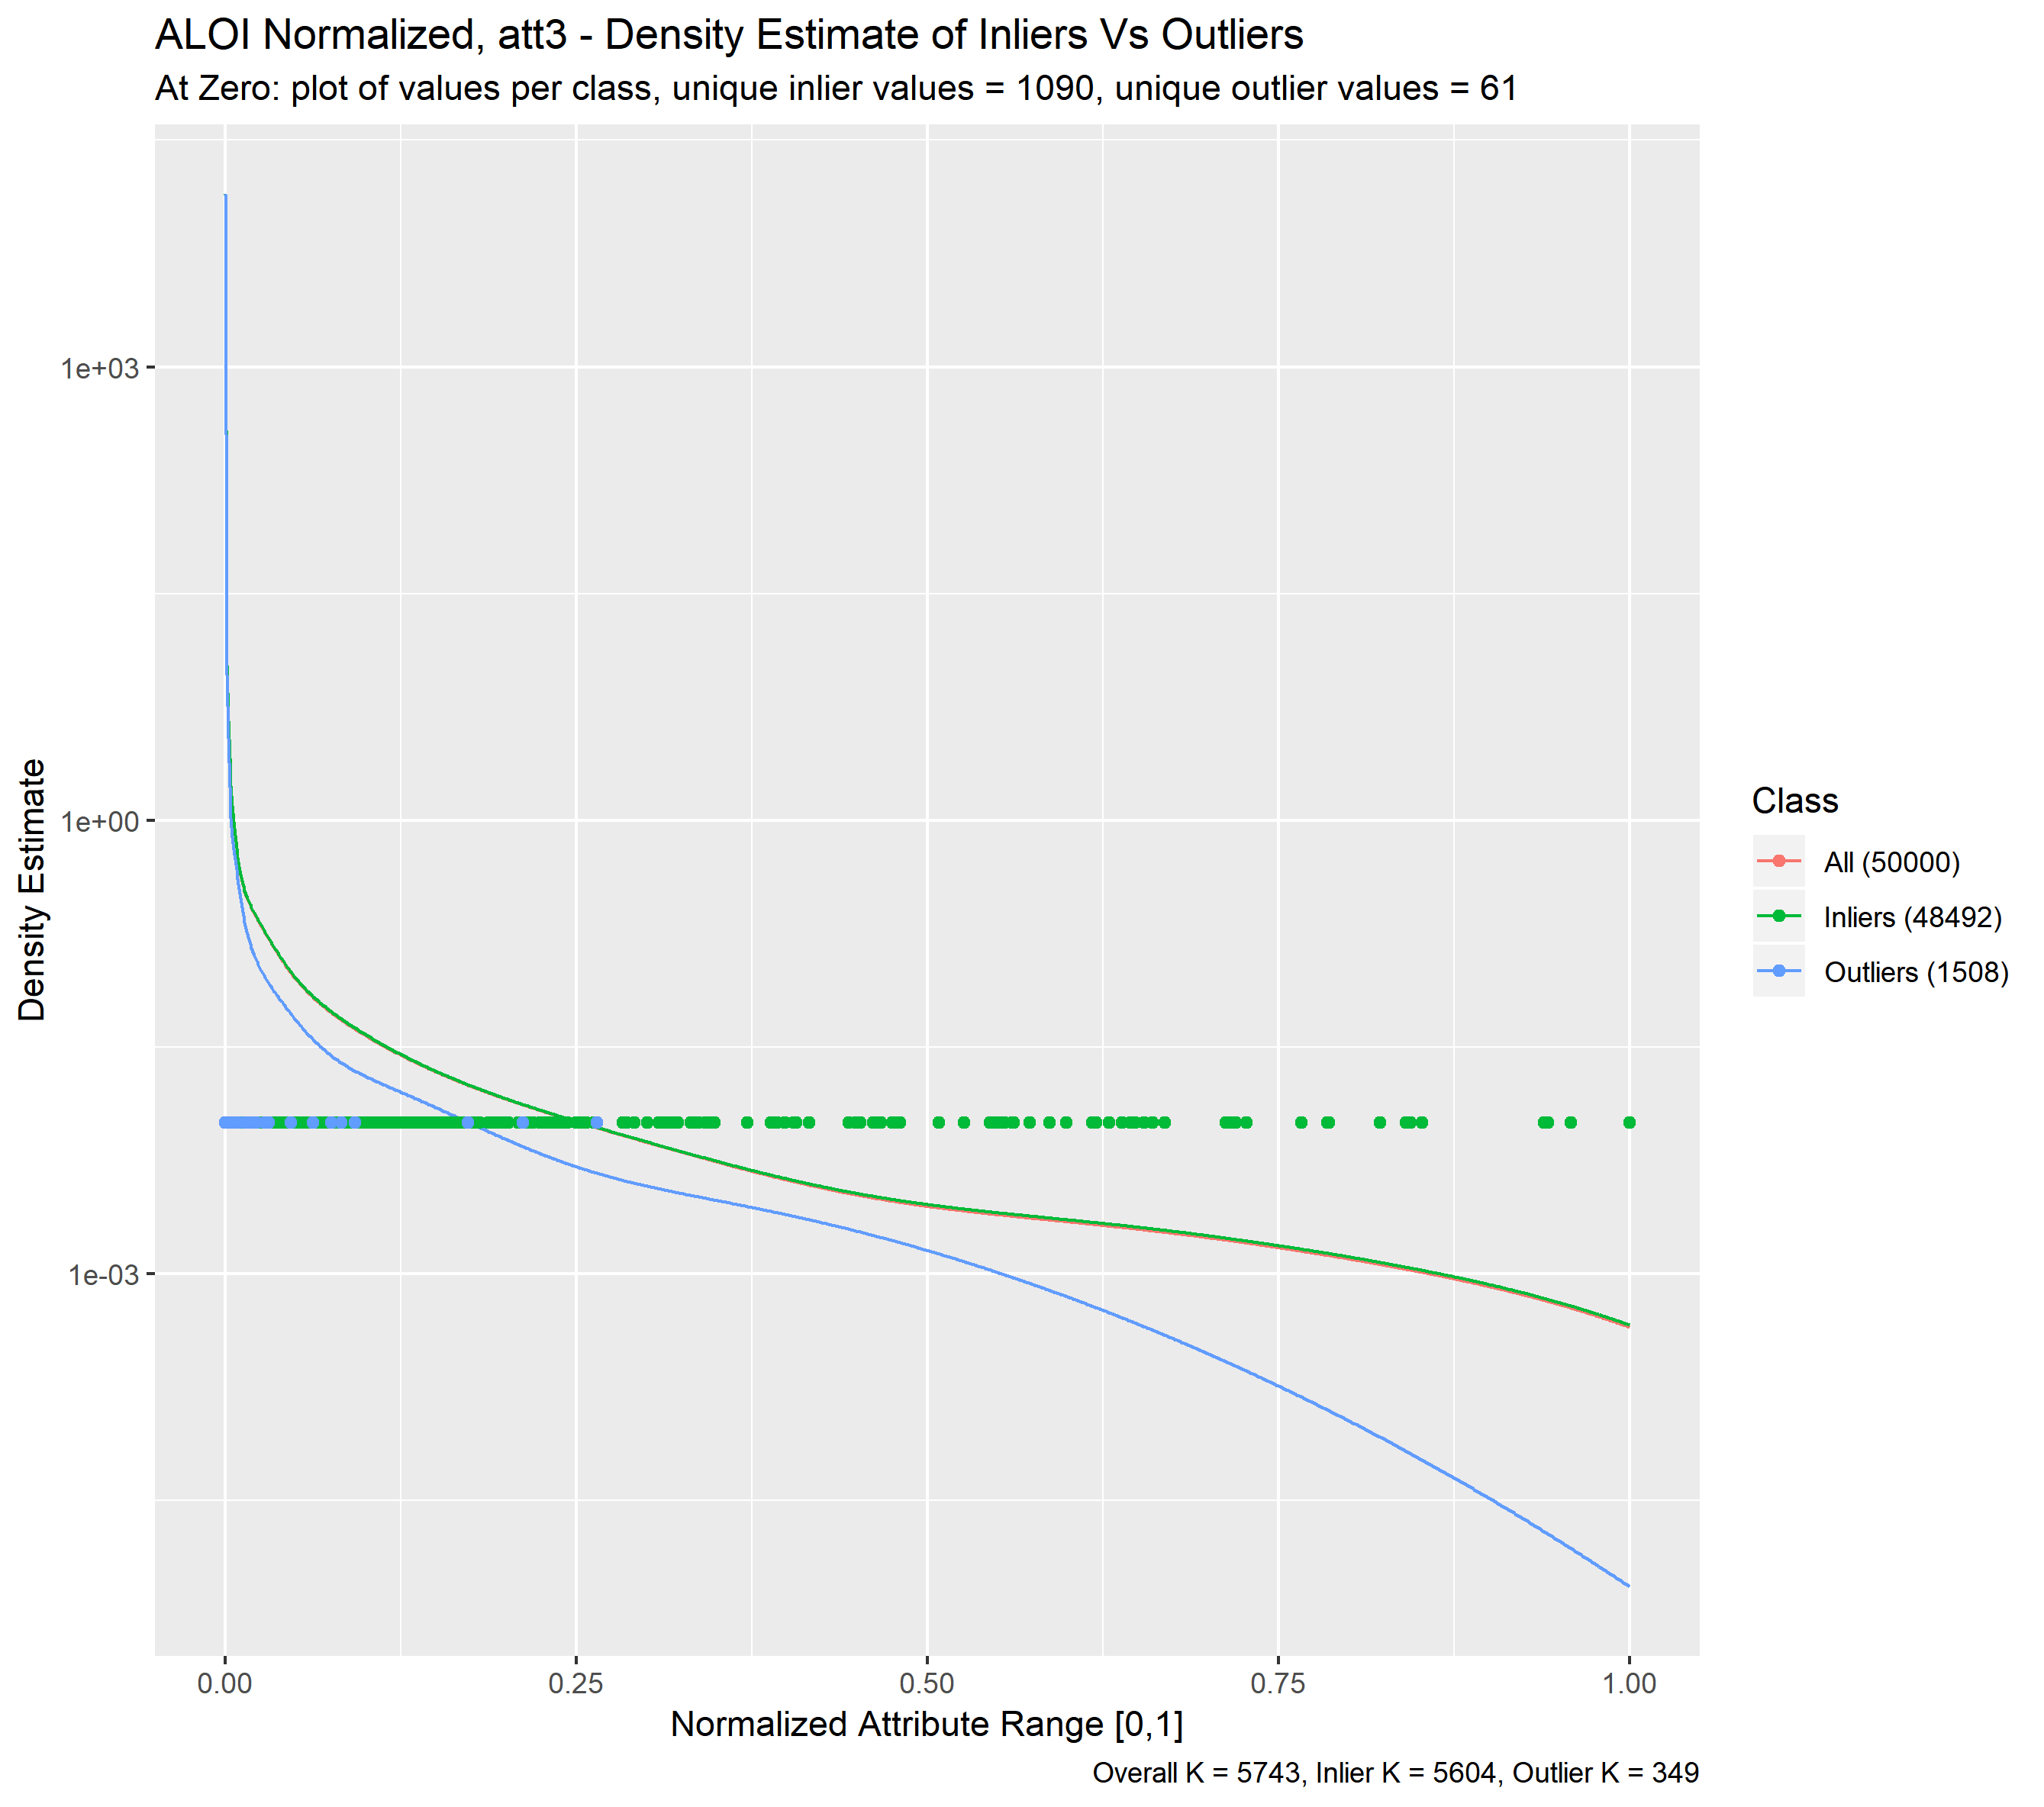 ALOI Normalized, att3 - Density Estimate of Inliers Vs Outliers
At Zero: plot of values per class, unique inlier values = 1090, unique outlier values = 61
1e+03
1e+00
1e-03
Density Estimate
0.00
0.25
0.50
0.75
1.00
Normalized Attribute Range [0,1]
Overall K = 5743, Inlier K = 5604, Outlier K = 349
Class
All (50000)
Inliers (48492)
Outliers (1508)